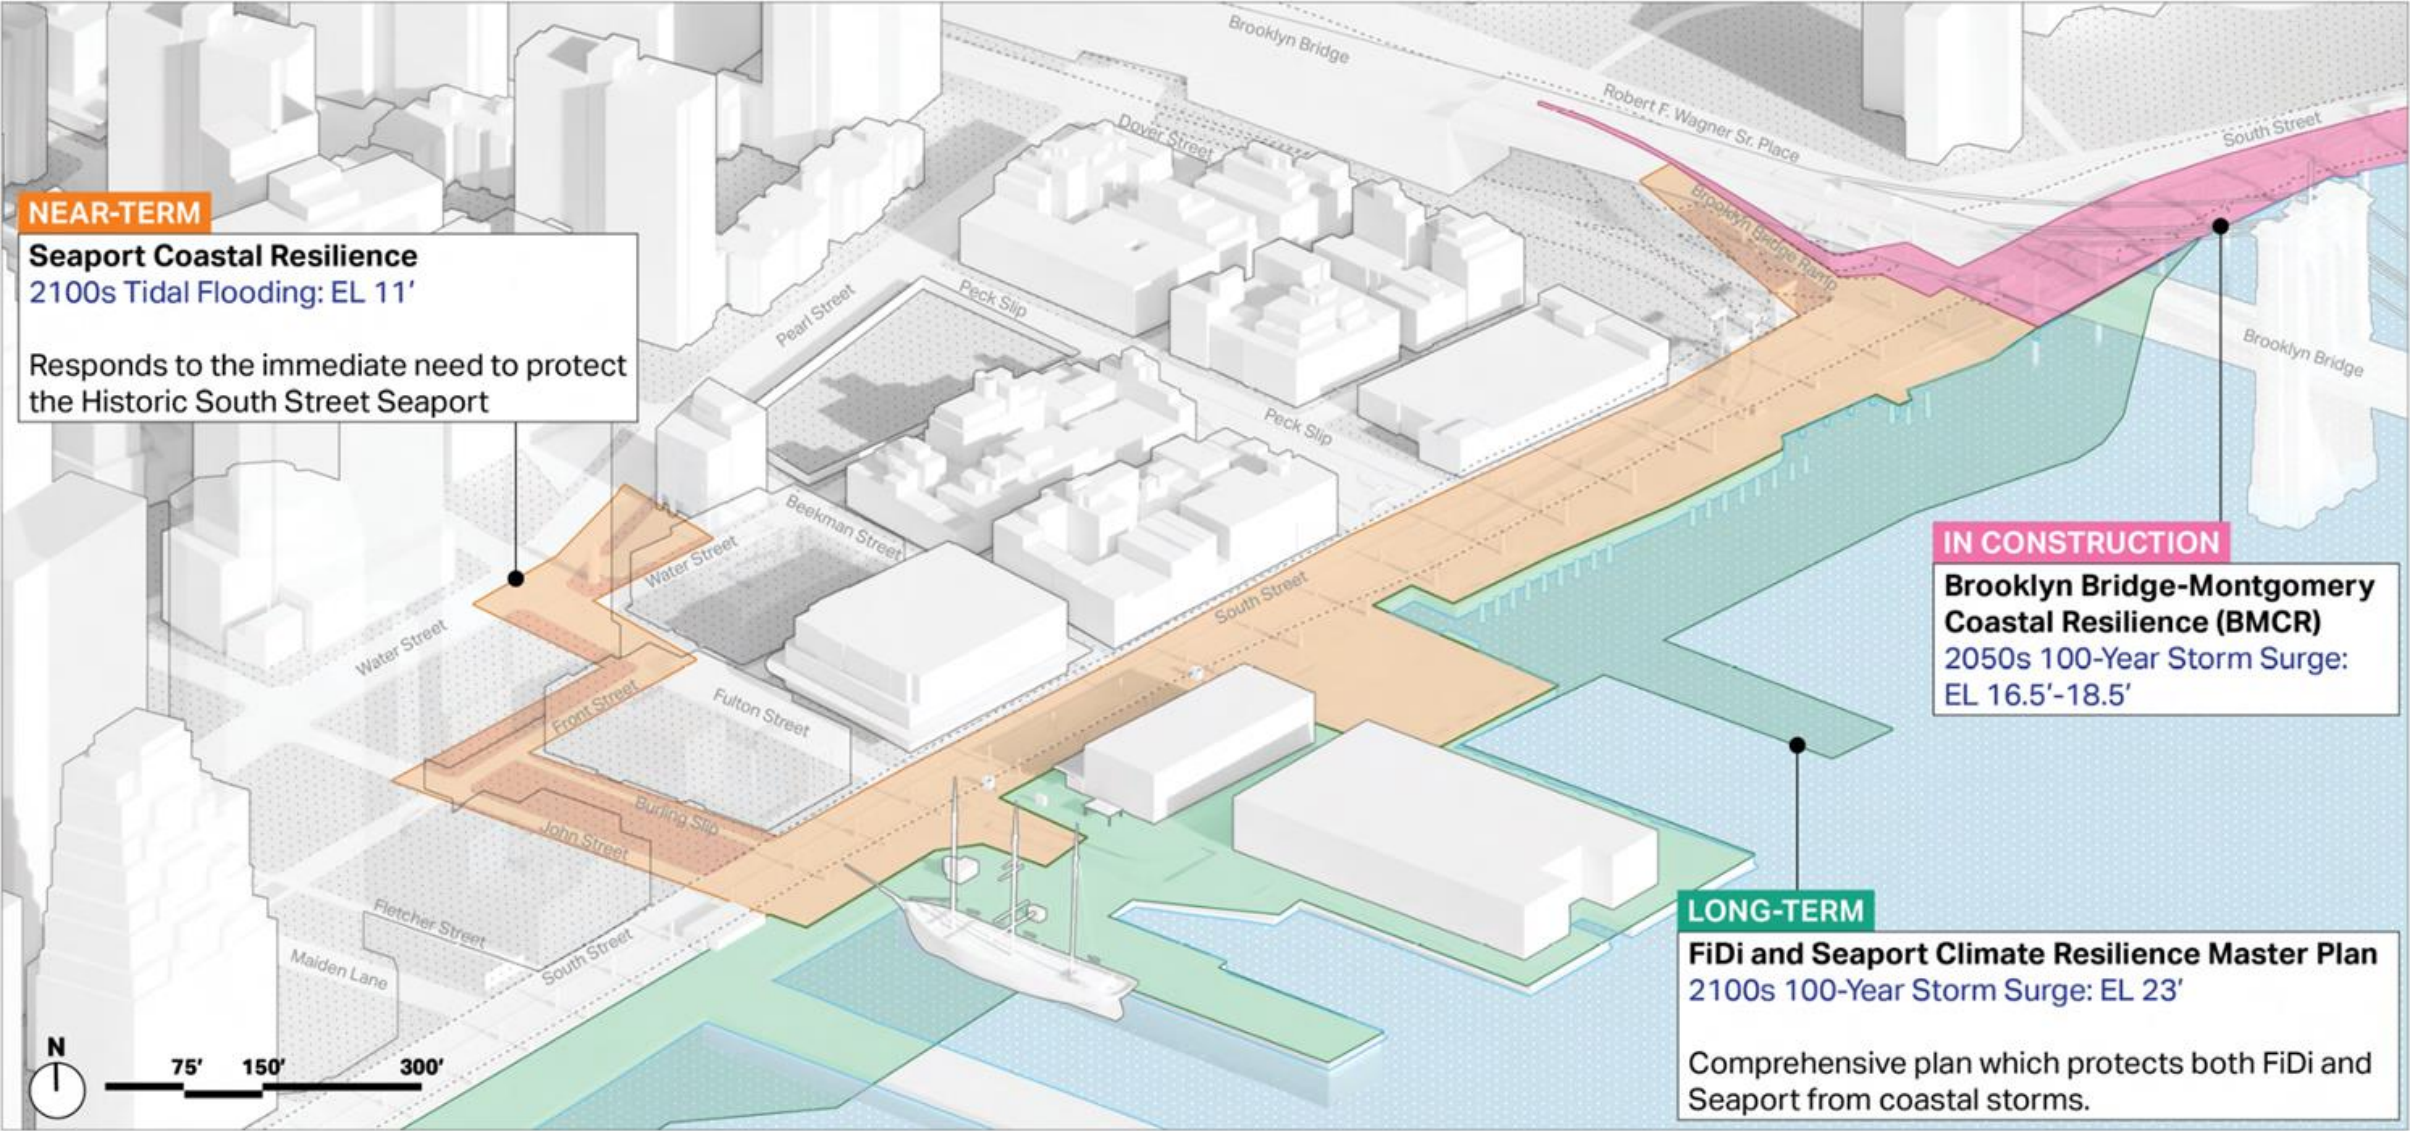 Brooklyn Bridge
Robert F. Wagner Sr. Place
South Street
Dover Street
NEAR-TERM
Seaport Coastal Resilience
2100s Tidal Flooding: EL 11′
Responds to the immediate need to protect
the Historic South Street Seaport
Brooklyn Bridge Ramp
Peck Slip
Pearl Street
Brooklyn Bridge
Peck Slip
Beekman Street
Water Street
South Street
IN CONSTRUCTION
Brooklyn Bridge-Montgomery
Coastal Resilience (BMCR)
2050s 100-Year Storm Surge:
EL 16.5′-18.5′
Water Street
Front Street
Fulton Street
Burling Slip
John Street
Fletcher Street
South Street
Maiden Lane
LONG-TERM
FiDi and Seaport Climate Resilience Master Plan
2100s 100-Year Storm Surge: EL 23′
Comprehensive plan which protects both FiDi and
Seaport from coastal storms.
N
75′ 150′ 300′